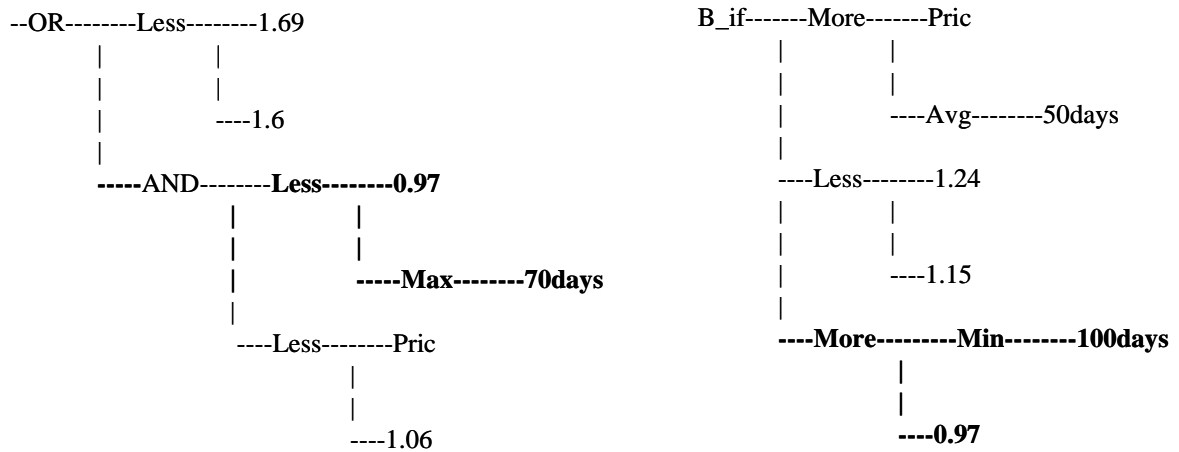 --OR--------Less--------1.69
----1.6
-----AND--------Less--------0.97
-----Max--------70days
----Less--------Pric
----1.06
B_if-------More-------Pric
----Avg--------50days
----Less--------1.24
----1.15
----More---------Min--------100days
----0.97